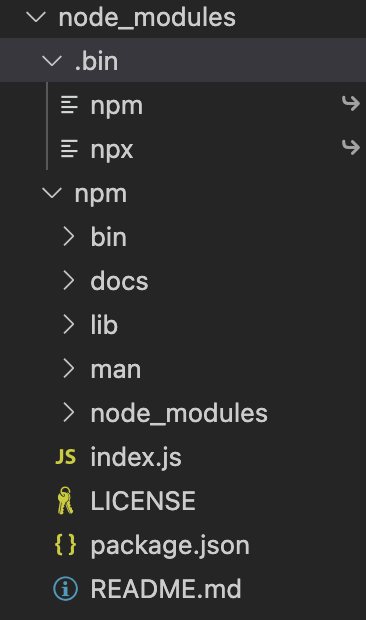 node_modules
.bin
npm
npx
npm
bin
docs
lib
man
node_modules
JS index.js
LICENSE
{} package.json
README.md